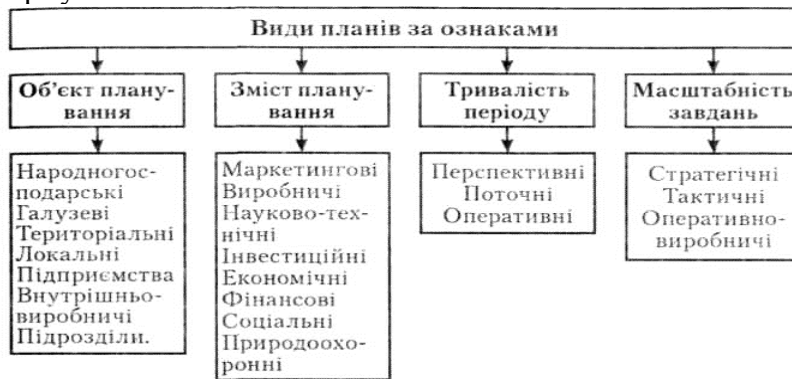 Види планів за ознаками
Об’єкт плану-
вання
Зміст плану-
вання
Тривалість
періоду
Масштабність
завдань
Народногос-
подарські
Галузеві
Територіальні
Локальні
Підприємства
Внутрішньо-
виробничі
Підрозділи.
Маркетингові
Виробничі
Науково-тех-
нічні
Інвестиційні
Економічні
Фінансові
Соціальні
Природоохо-
ронні
Перспективні
Поточні
Оперативні
Стратегічні
Тактичні
Оперативно-
виробничі